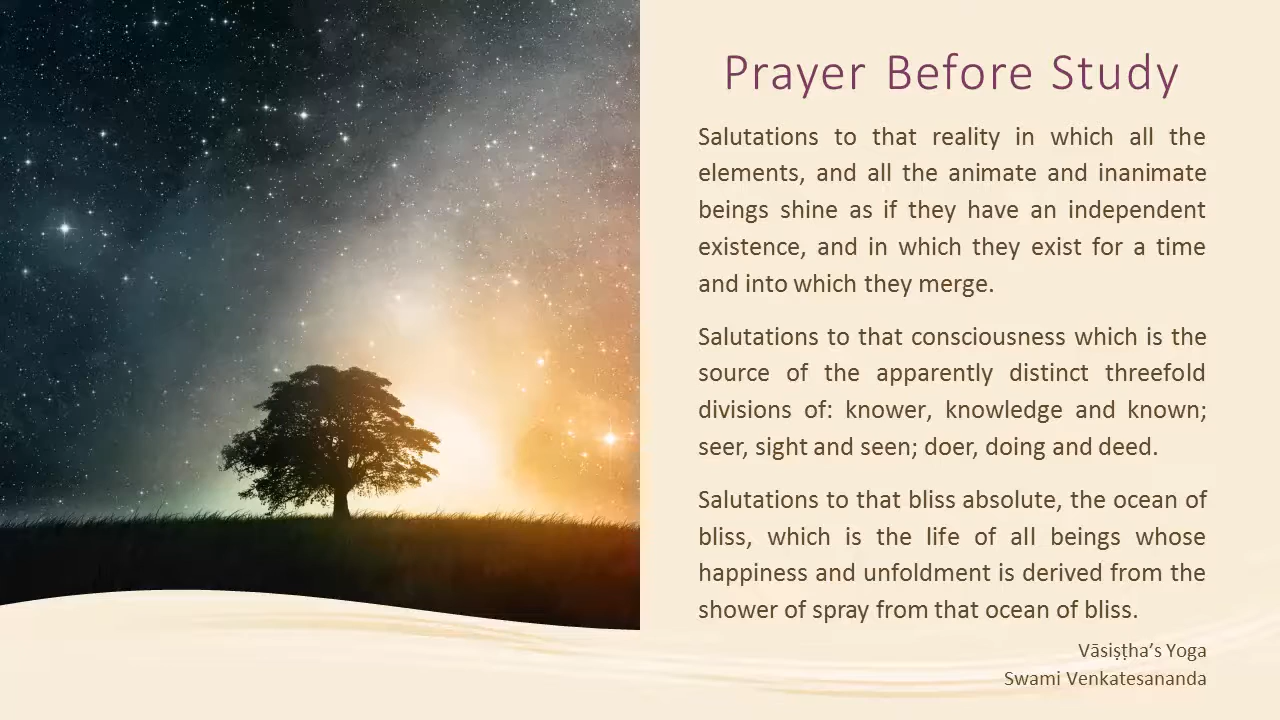 Prayer Before Study
Salutations to that reality in which all the
elements, and all the animate and inanimate
beings shine as if they have an independent
existence, and in which they exist for a time
and into which they merge.
Salutations to that consciousness which is the
source of the apparently distinct threefold
divisions of: knower, knowledge and known;
seer, sight and seen; doer, doing and deed.
Salutations to that bliss absolute, the ocean of
bliss, which is the life of all beings whose
happiness and unfoldment is derived from the
shower of spray from that ocean of bliss.
Vāsiṣṭha’s Yoga
Swami Venkatesananda